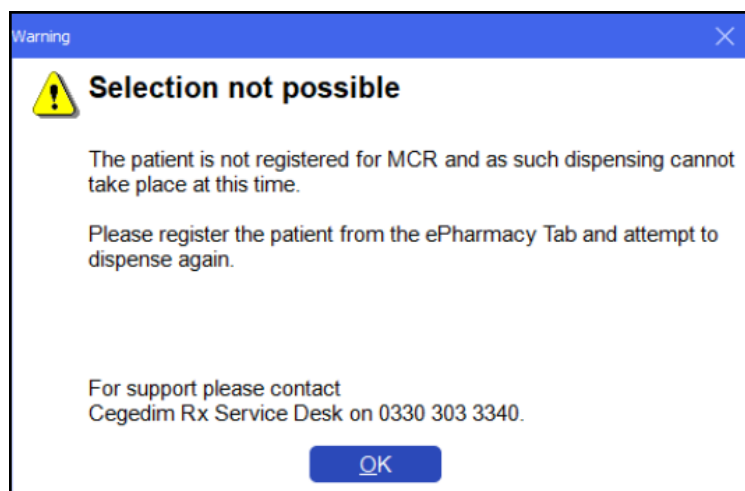 Warning
Selection not possible
The patient is not registered for MCR and as such dispensing cannot
take place at this time.
Please register the patient from the ePharmacy Tab and attempt to
dispense again.
For support please contact
Cegedim Rx Service Desk on 0330 303 3340.
OK